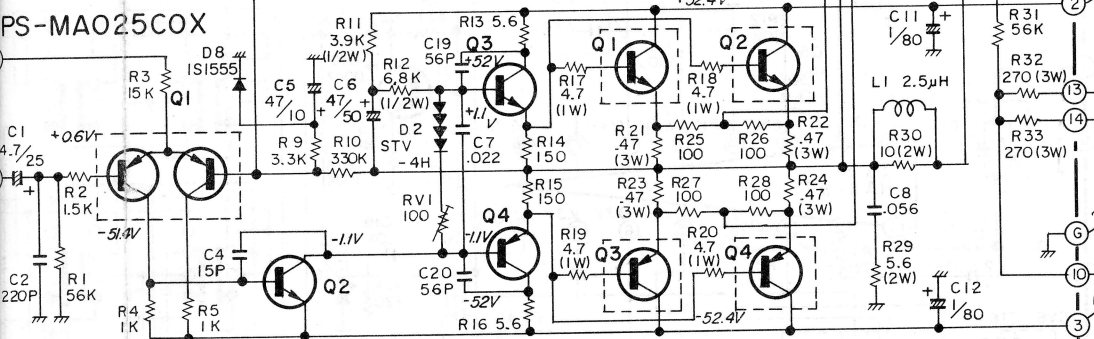 +52.4V
PS-MA025COX
R11
3.9K
(1/2W)
R13 5.6
C19
56P
Q3
+52V
Q1
Q2
C11
1/80
+
2
R31
56K
D8
1S1555
R3
15K
Q1
C5
47/10
+
C6
47/50
+
R12
6.8K
(1/2W)
R17
4.7
(1W)
R18
4.7
(1W)
L1 2.5μH
R32
270 (3W)
13
14
C1
4.7/25
+
+0.6V
R9
3.3K
R10
330K
D2
STV
-4H
+1.1V
C7
.022
R14
150
R21
.47
(3W)
R25
100
R26
100
R22
.47
(3W)
R30
10(2W)
R33
270(3W)
R2
1.5K
-51.4V
RV1
100
R15
150
R23
.47
(3W)
R27
100
R28
100
R24
.47
(3W)
C8
.056
C4
15P
-1.1V
-1.1V
Q4
R19
4.7
(1W)
Q3
R20
4.7
(1W)
Q4
R29
5.6
(2W)
G
C2
220P
R1
56K
R4
1K
R5
1K
Q2
C20
56P
-52V
R16 5.6
-52.4V
+
C12
1/80
10
3